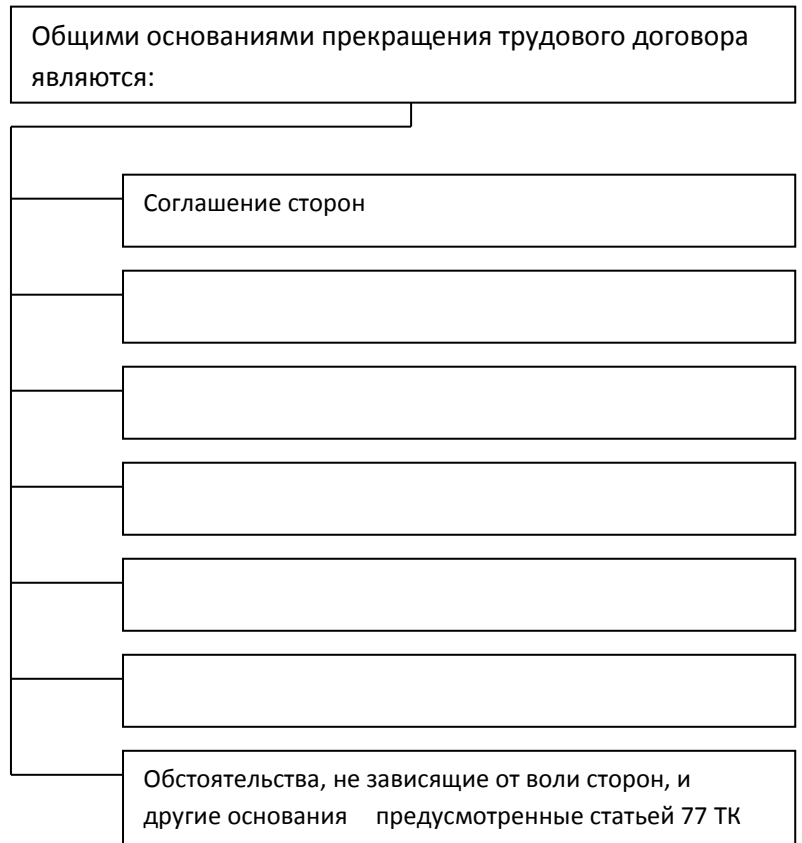 Общими основаниями прекращения трудового договора
являются:
Соглашение сторон
Обстоятельства, не зависящие от воли сторон, и
другие основания предусмотренные статьей 77 ТК